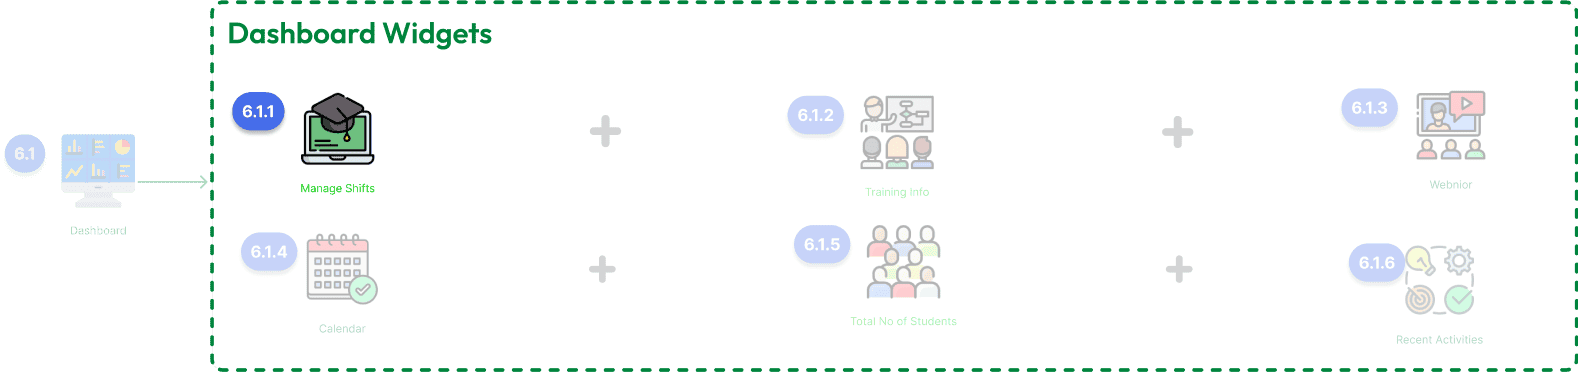 Dashboard Widgets
6.1.1
6.1.2
6.1.3
6.1
Manage Shifts
Training Info
Webnior
Dashboard
6.1.4
6.1.5
6.1.6
Calendar
Total No of Students
Recent Activities